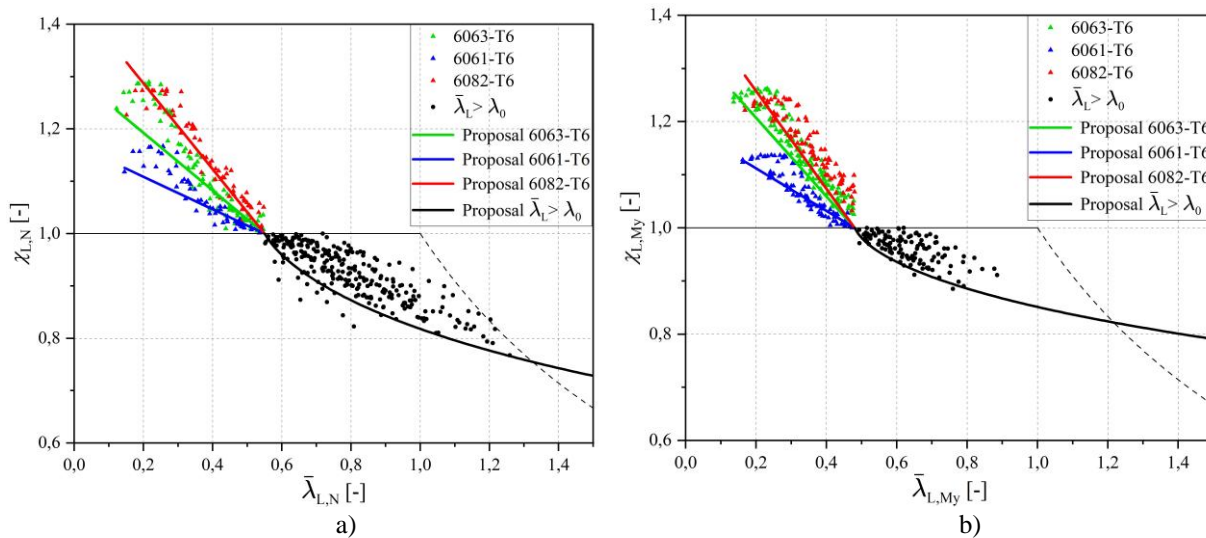 1,4
1,2
1,0
0,8
0,6
χL,N [-]
0,0 0,2 0,4 0,6 0,8 1,0 1,2 1,4
λ̄L,N [-]
6063-T6
6061-T6
6082-T6
λ̄L > λ0
Proposal 6063-T6
Proposal 6061-T6
Proposal 6082-T6
Proposal λ̄L > λ0
a)
1,4
1,2
1,0
0,8
0,6
χL,My [-]
0,0 0,2 0,4 0,6 0,8 1,0 1,2 1,4
λ̄L,My [-]
6063-T6
6061-T6
6082-T6
λ̄L > λ0
Proposal 6063-T6
Proposal 6061-T6
Proposal 6082-T6
Proposal λ̄L > λ0
b)